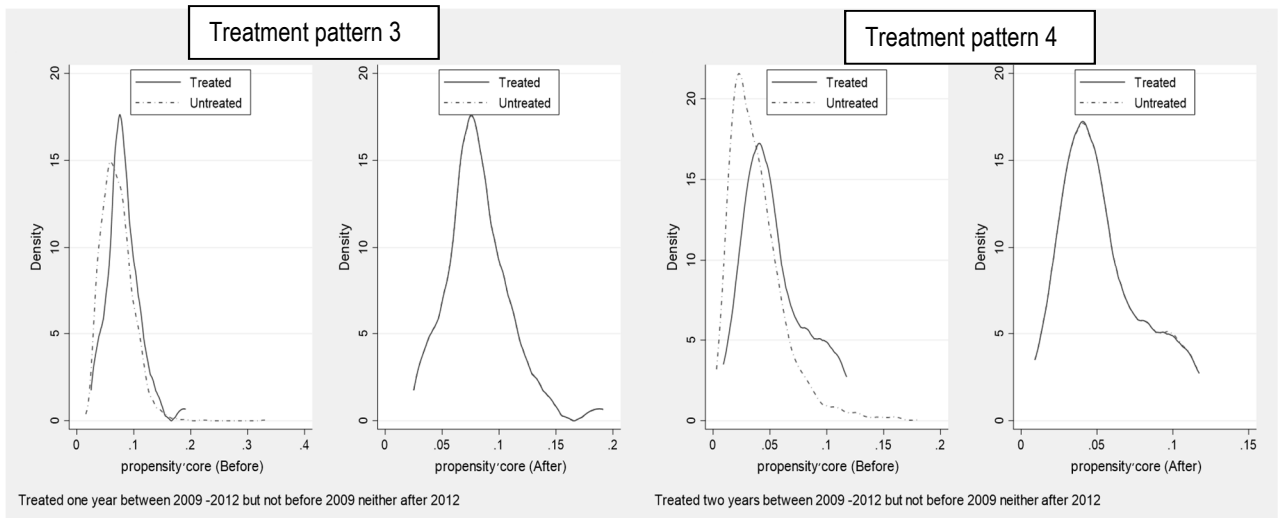 Treatment pattern 3
Treatment pattern 4
Treated
Untreated
20
15
10
5
0
Density
0
.1
.2
.3
.4
propensity'core (Before)
Treated
Untreated
20
15
10
5
0
Density
0
.05
.1
.15
.2
propensity'core (After)
Treated
Untreated
20
15
10
5
0
Density
0
.05
.1
.15
.2
propensity'core (Before)
Treated
Untreated
20
15
10
5
0
Density
0
.05
.1
.15
propensity'core (After)
Treated one year between 2009 -2012 but not before 2009 neither after 2012
Treated two years between 2009 -2012 but not before 2009 neither after 2012